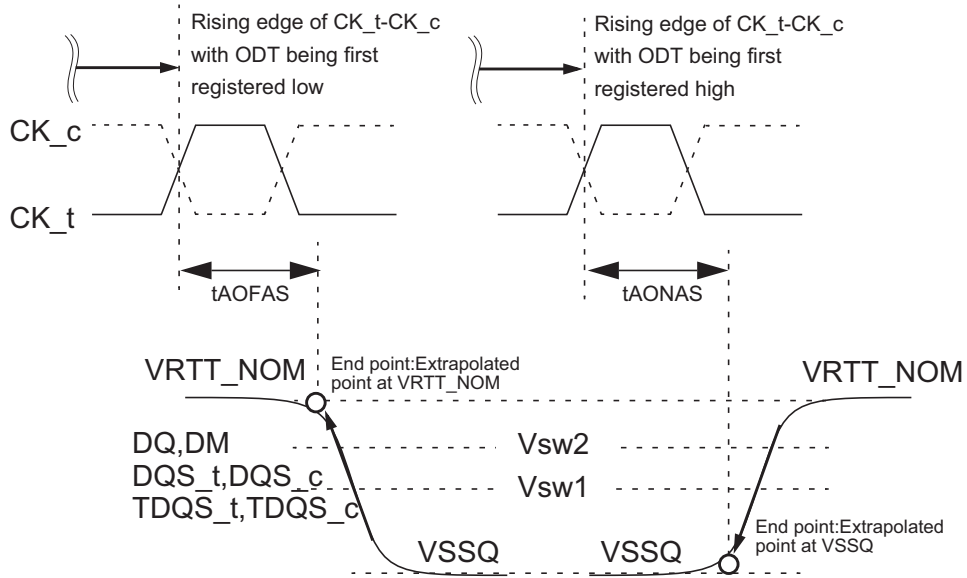 Rising edge of CK_t-CK_c
with ODT being first
registered low
Rising edge of CK_t-CK_c
with ODT being first
registered high
CK_c
CK_t
tAOFAS
tAONAS
VRTT_NOM
End point:Extrapolated
point at VRTT_NOM
VRTT_NOM
DQ,DM
DQS_t,DQS_c
TDQS_t,TDQS_c
Vsw2
Vsw1
VSSQ
VSSQ
End point:Extrapolated
point at VSSQ